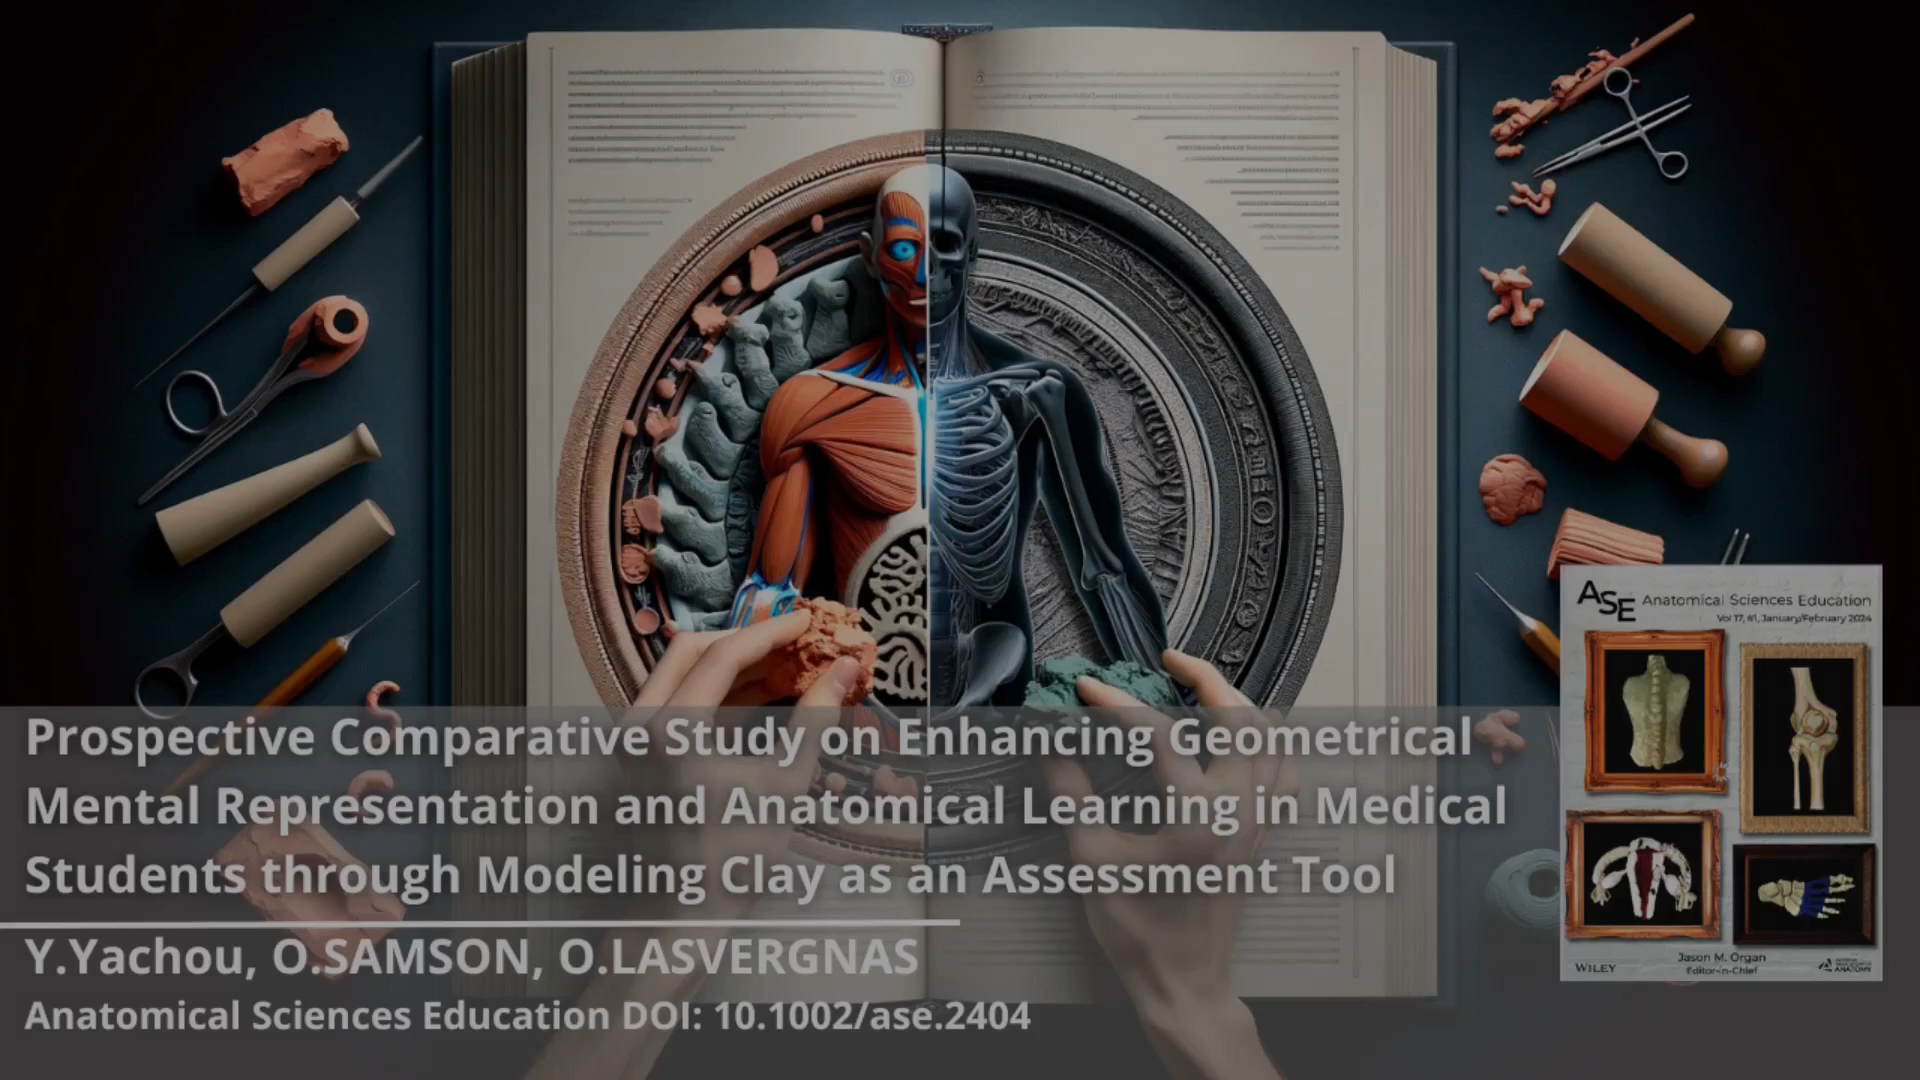 Prospective Comparative Study on Enhancing Geometrical
Mental Representation and Anatomical Learning in Medical
Students through Modeling Clay as an Assessment Tool
Y.Yachou, O.SAMSON, O.LASVERGNAS
Anatomical Sciences Education DOI: 10.1002/ase.2404
ASE Anatomical Sciences Education
Vol 17, #1, January/February 2024
Jason M. Organ
Editor-in-Chief
WILEY
ANATOMY